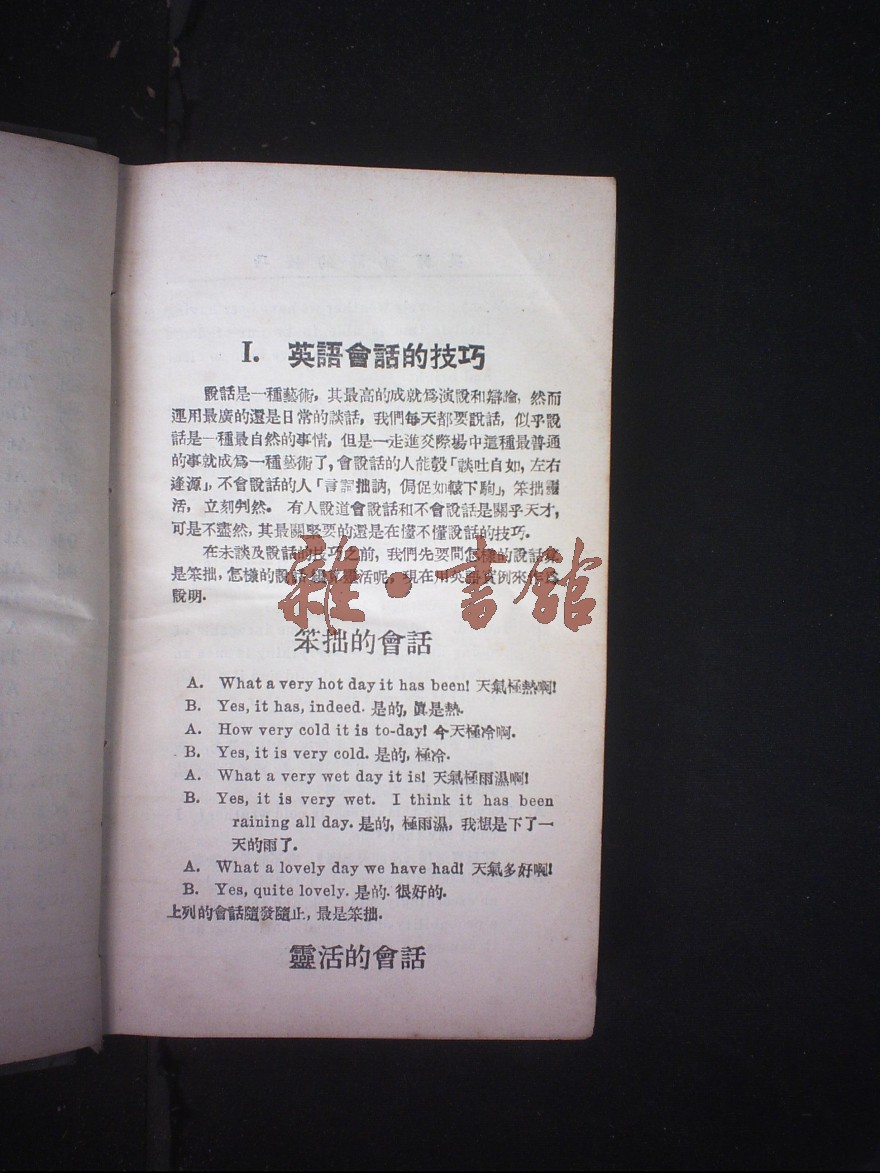 I. 英語會話的技巧
說話是一種藝術，其最高的成就爲演說和辯論，然而
運用最廣的還是日常的談話，我們每天都要說話，似乎說
話是一種最自然的事情，但是一走進交際場中這種最普通
的事就成爲一種藝術了，會說話的人能彀「談吐自如，左右
逢源」，不會說話的人「言詞拙訥，侷促如轅下駒」，笨拙靈
活，立刻判然。 有人說道會說話和不會說話是關乎天才，
可是不盡然，其最關緊要的還是在懂不懂說話的技巧。
在未談及說話的技巧之前，我們先要問怎樣的說話算
是笨拙，怎樣的說話 靈活呢，現在用英語實例來作
說明。
雜·書館
笨拙的會話
A. What a very hot day it has been! 天氣極熱啊!
B. Yes, it has, indeed. 是的，眞是熱.
A. How very cold it is to-day! 今天極冷啊.
B. Yes, it is very cold. 是的，極冷.
A. What a very wet day it is! 天氣極雨濕啊!
B. Yes, it is very wet. I think it has been
raining all day. 是的，極雨濕，我想是下了一
天的雨了.
A. What a lovely day we have had! 天氣多好啊!
B. Yes, quite lovely. 是的. 很好的.
上列的會話隨發隨止，最是笨拙.
靈活的會話